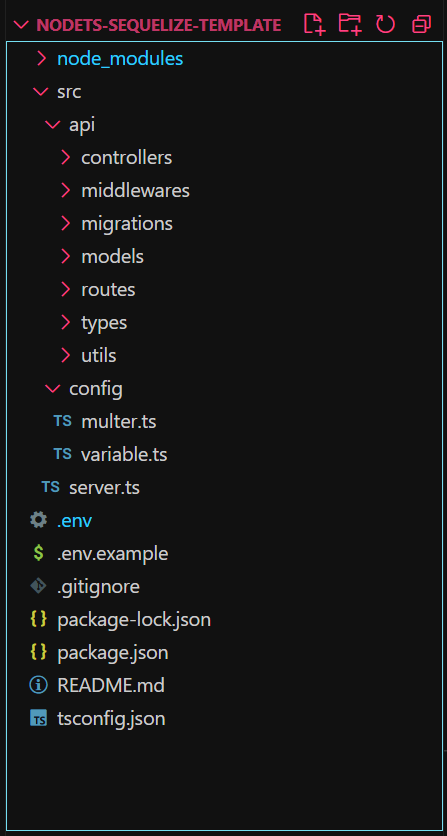 NODETS-SEQUELIZE-TEMPLATE
node_modules
src
api
controllers
middlewares
migrations
models
routes
types
utils
config
TS multer.ts
TS variable.ts
TS server.ts
.env
$ .env.example
.gitignore
{} package-lock.json
{} package.json
README.md
TS tsconfig.json